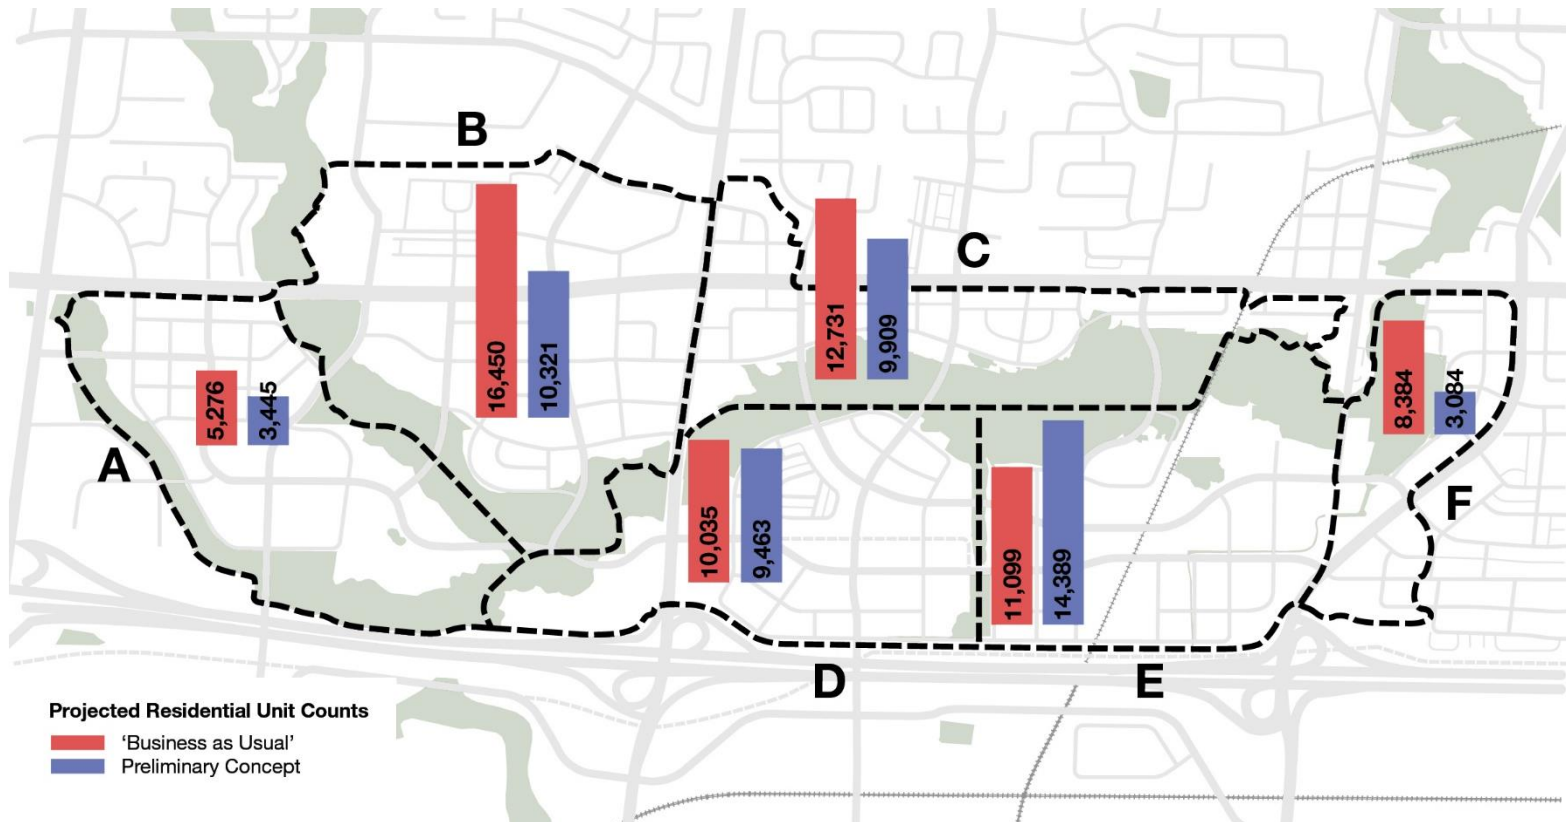 B
C
16,450
10,321
12,731
9,909
5,276
3,445
8,384
3,084
A
F
10,035
9,463
11,099
14,389
D
E
Projected Residential Unit Counts
‘Business as Usual’
Preliminary Concept